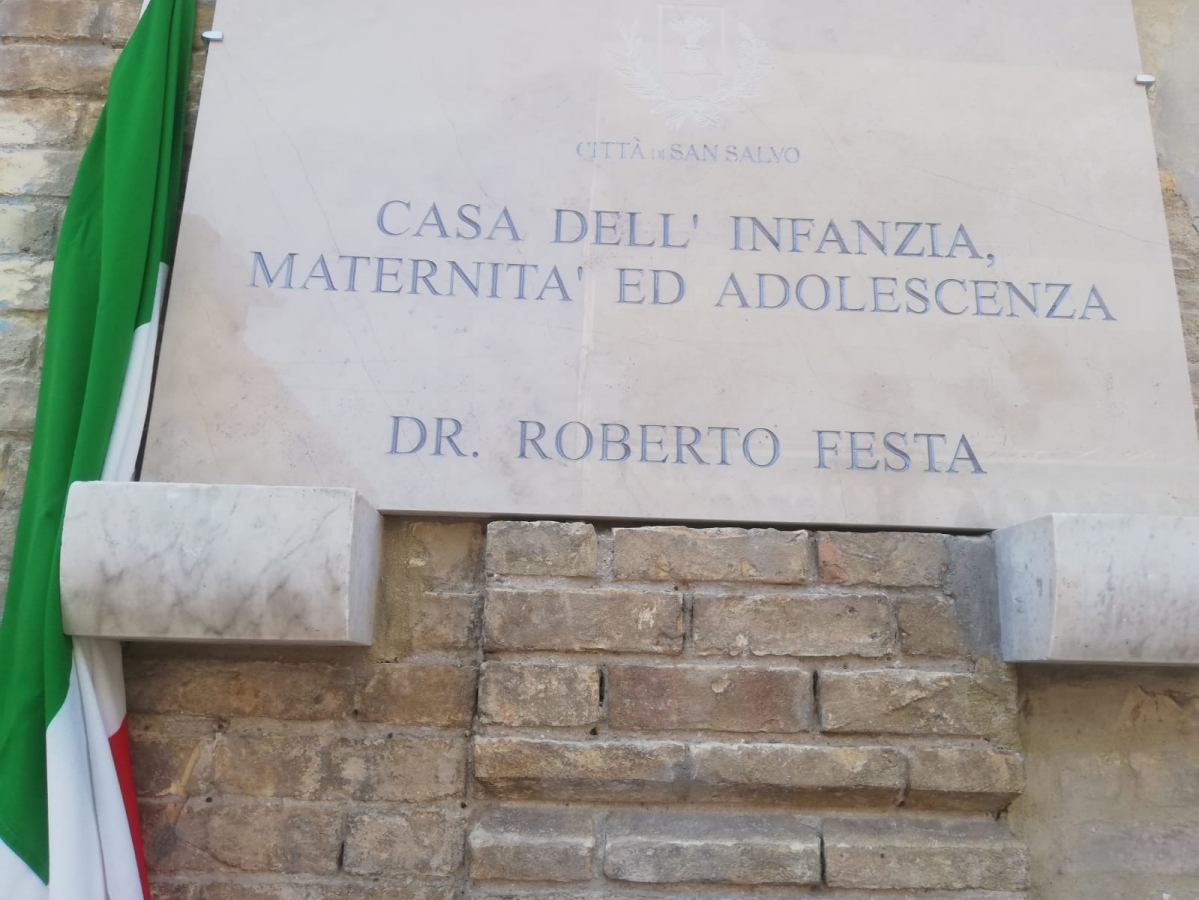 CITTÀ DI SAN SALVO
CASA DELL' INFANZIA,
MATERNITA' ED ADOLESCENZA
DR. ROBERTO FESTA